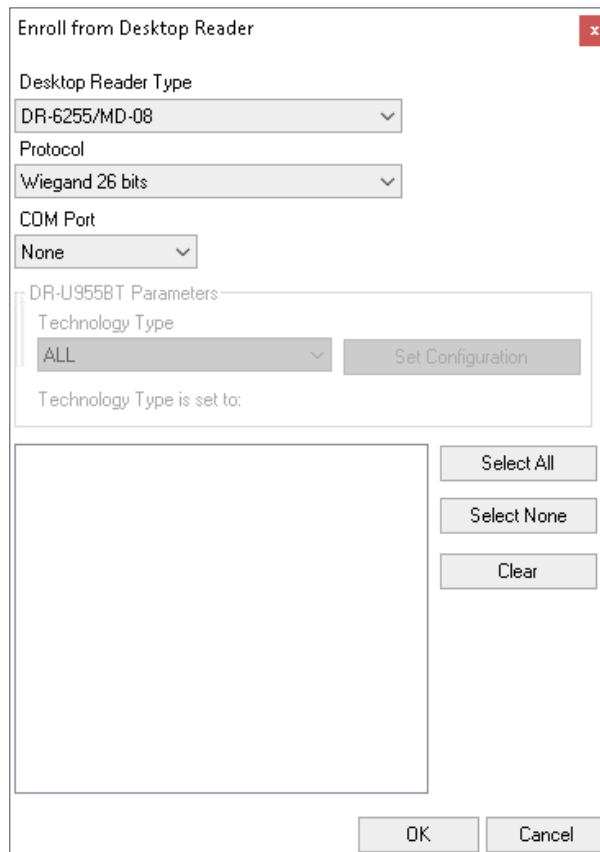 Enroll from Desktop Reader
x
Desktop Reader Type
DR-6255/MD-08
Protocol
Wiegand 26 bits
COM Port
None
DR-U955BT Parameters
Technology Type
ALL
Set Configuration
Technology Type is set to:
Select All
Select None
Clear
OK
Cancel